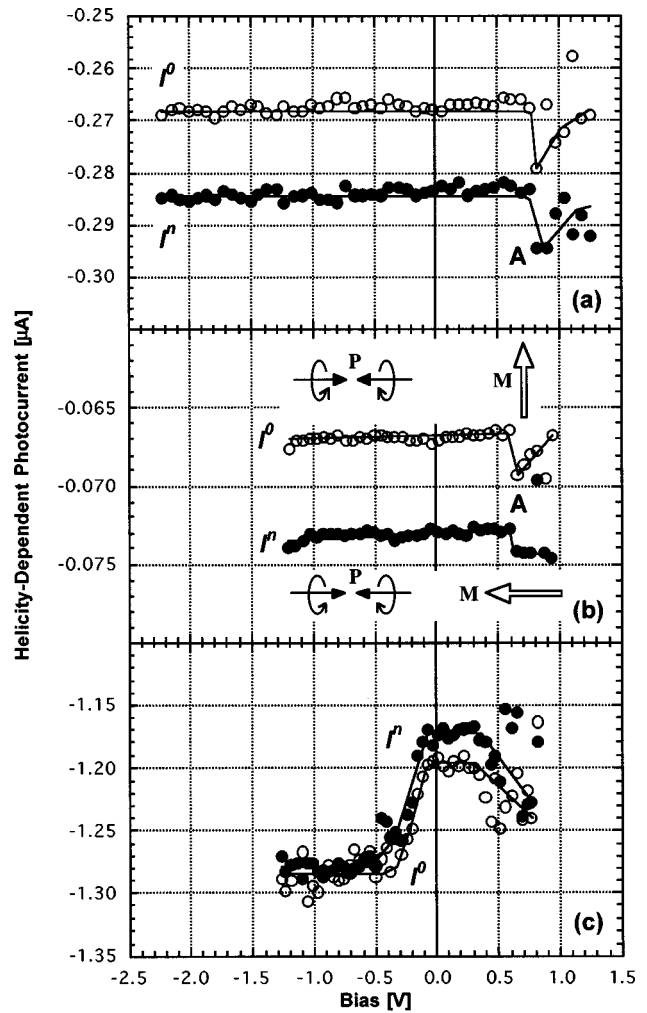 -0.25
-0.26
I⁰
-0.27
-0.28
-0.29
Iⁿ
A
-0.30
(a)
P
M
-0.065
I⁰
-0.070
A
Iⁿ
-0.075
P
M
(b)
-1.15
Iⁿ
-1.20
-1.25
I⁰
-1.30
(c)
-1.35
-2.5 -2.0 -1.5 -1.0 -0.5 0.0 0.5 1.0 1.5
Bias [V]
Helicity-Dependent Photocurrent [μA]